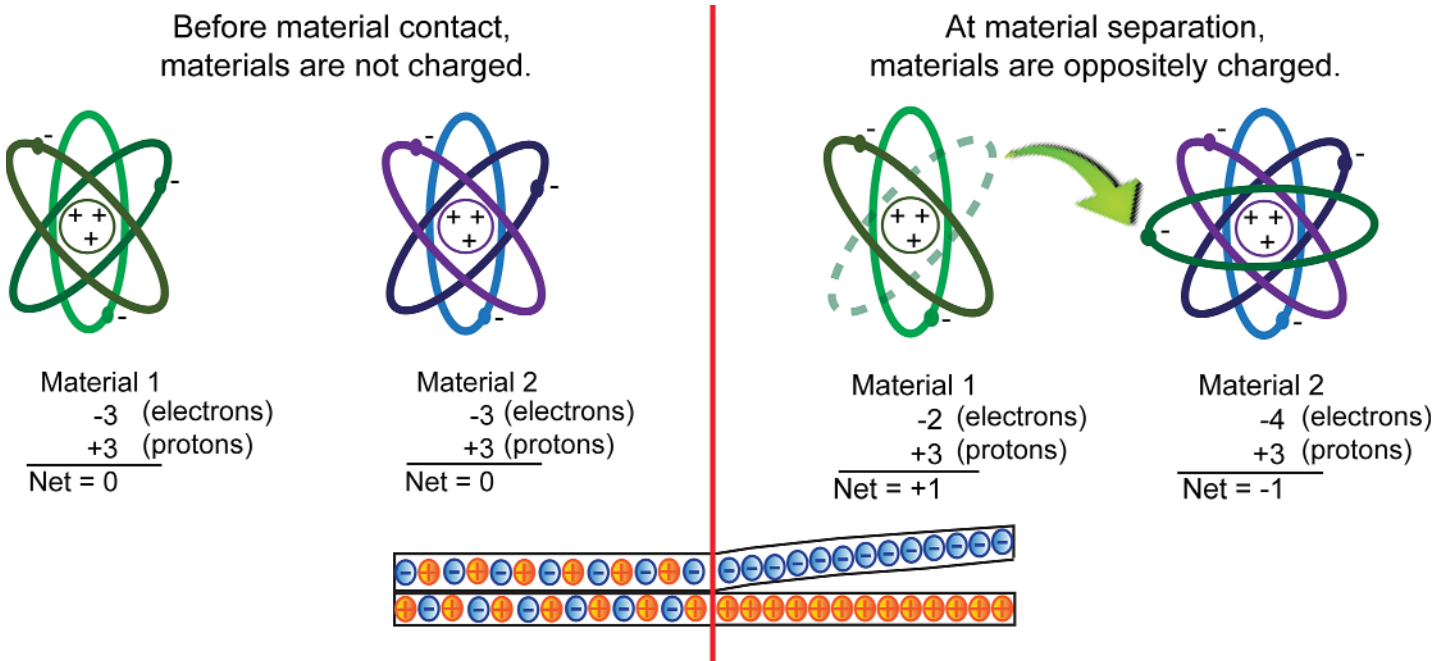 Before material contact,
materials are not charged.
- -
-
+ +
+
- -
-
+ +
+
Material 1
-3 (electrons)
+3 (protons)
Net = 0
Material 2
-3 (electrons)
+3 (protons)
Net = 0
At material separation,
materials are oppositely charged.
-
+ +
+
-
- -
-
+ +
+
-
Material 1
-2 (electrons)
+3 (protons)
Net = +1
Material 2
-4 (electrons)
+3 (protons)
Net = -1
- + - + - + - + - + - + - - - - - - - - - - - - - -
+ - + - + - + - + - + - + + + + + + + + + + + + + +